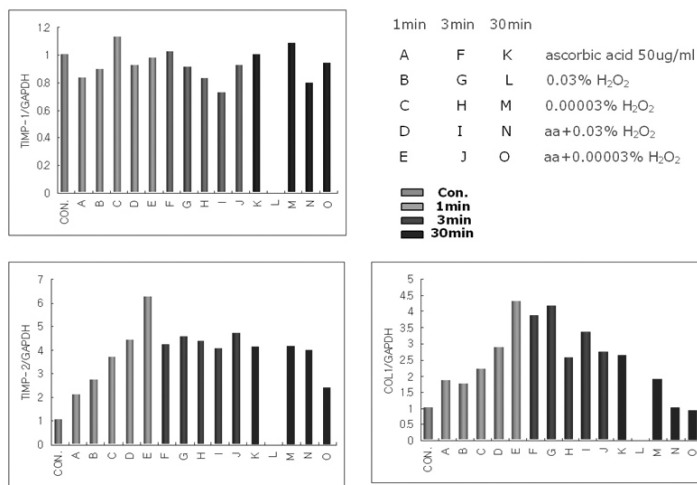 1.2
1
0.8
0.6
0.4
0.2
0
TIMP-1/GAPDH
CON. A B C D E F G H I J K L M N O
1min 3min 30min
A F K ascorbic acid 50ug/ml
B G L 0.03% H₂O₂
C H M 0.00003% H₂O₂
D I N aa+0.03% H₂O₂
E J O aa+0.00003% H₂O₂
Con.
1min
3min
30min
7
6
5
4
3
2
1
0
TIMP-2/GAPDH
CON. A B C D E F G H I J K L M N O
5
4.5
4
3.5
3
2.5
2
1.5
1
0.5
0
COL1/GAPDH
CON. A B C D E F G H I J K L M N O